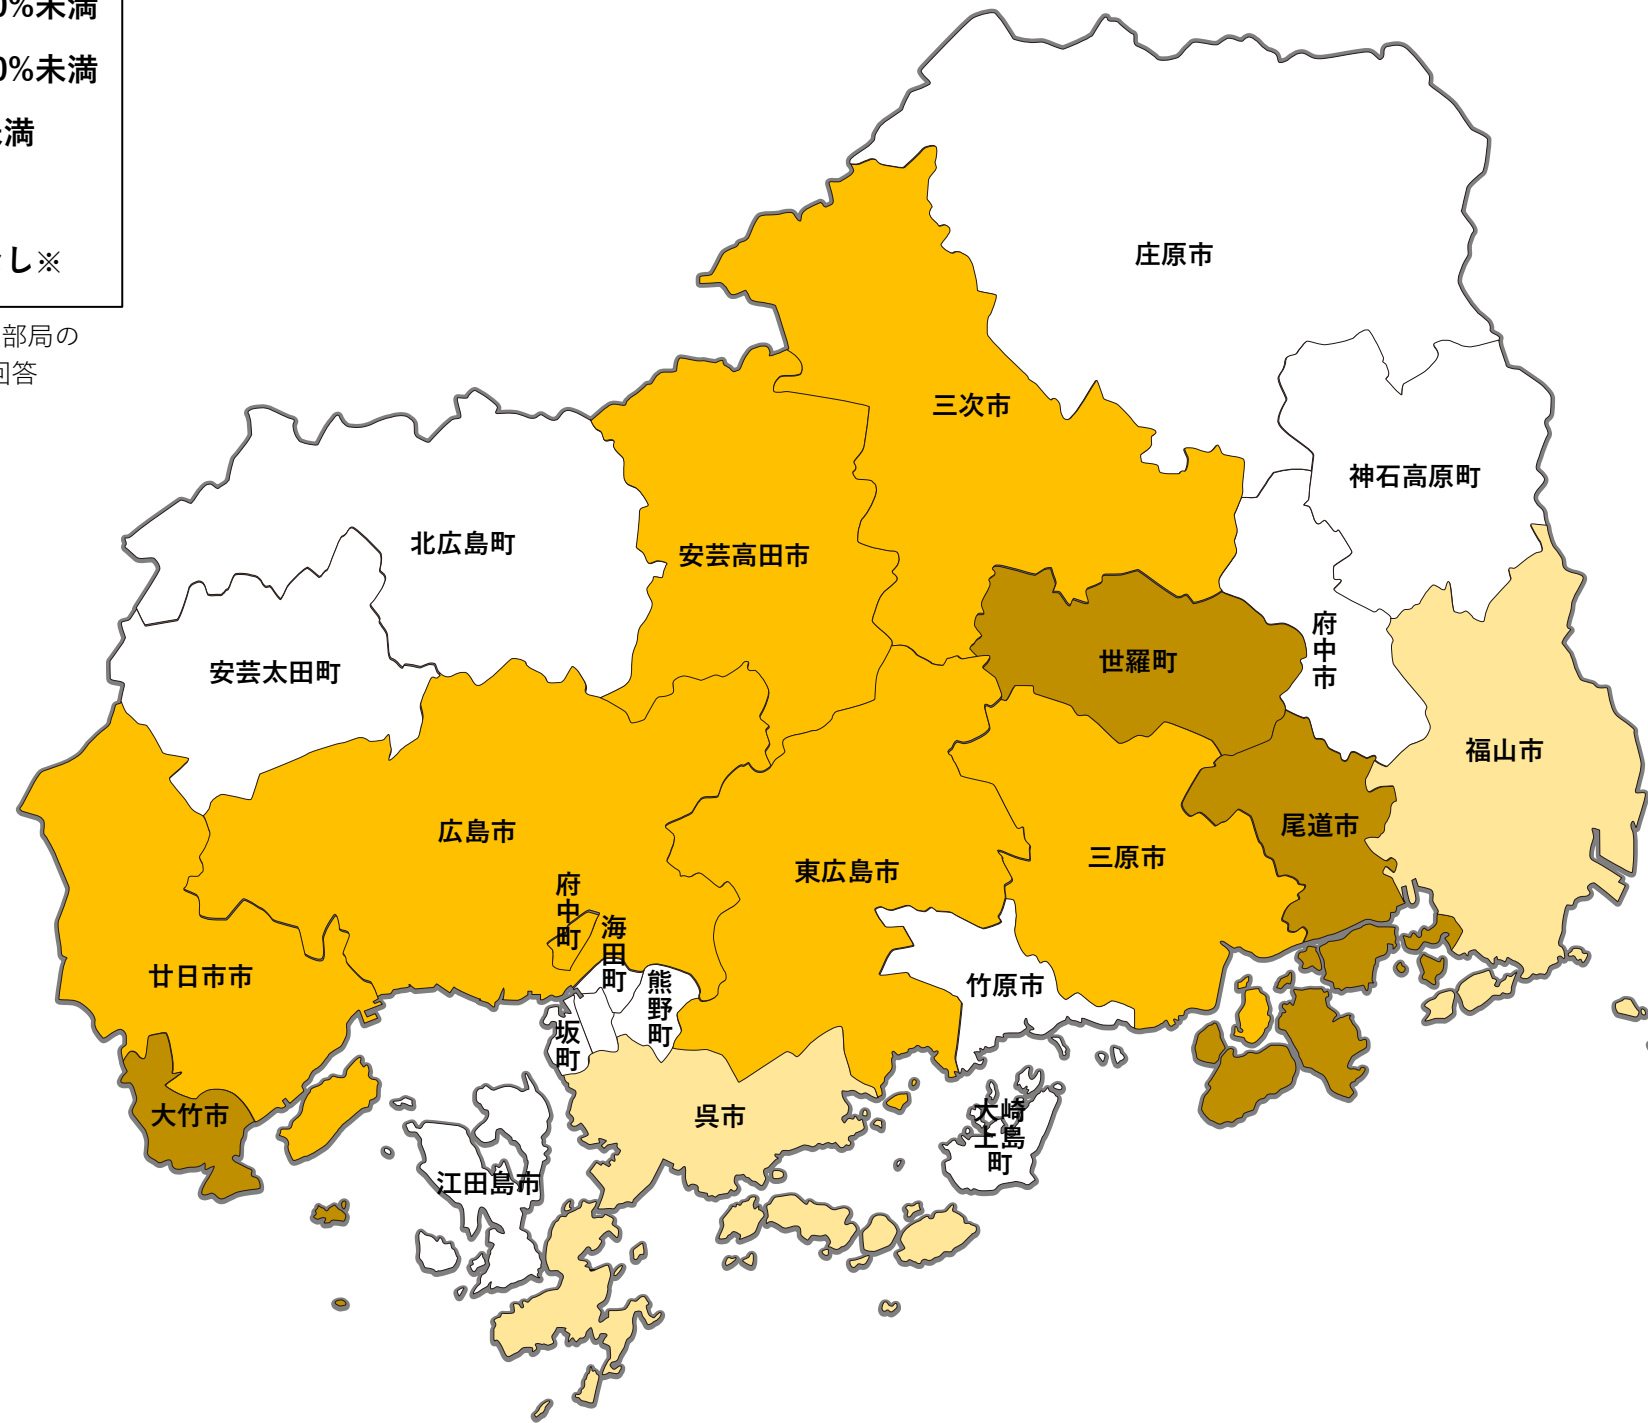 0%未満
0%未満
満
し※
部局の
回答
庄原市
三次市
神石高原町
北広島町
安芸高田市
府中市
世羅町
安芸太田町
福山市
尾道市
広島市
三原市
東広島市
府中町
海田町
熊野町
廿日市市
竹原市
坂町
大竹市
呉市
大崎
上島
町
江田島市